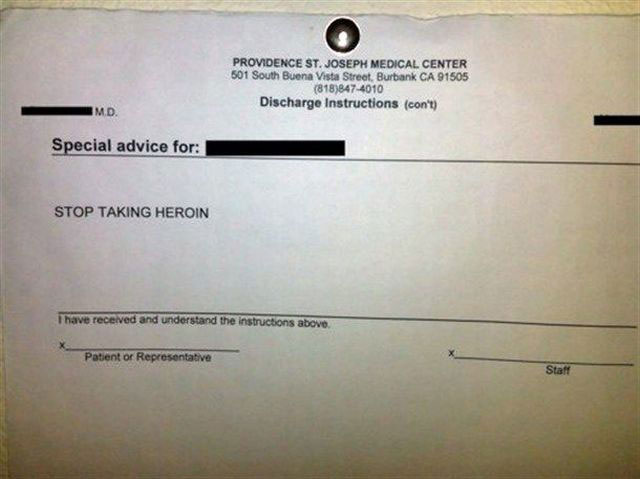 PROVIDENCE ST. JOSEPH MEDICAL CENTER
501 South Buena Vista Street, Burbank CA 91505
(818)847-4010
Discharge Instructions (con't)
M.D.
Special advice for:
STOP TAKING HEROIN
I have received and understand the instructions above.
x
x
Patient or Representative
Staff